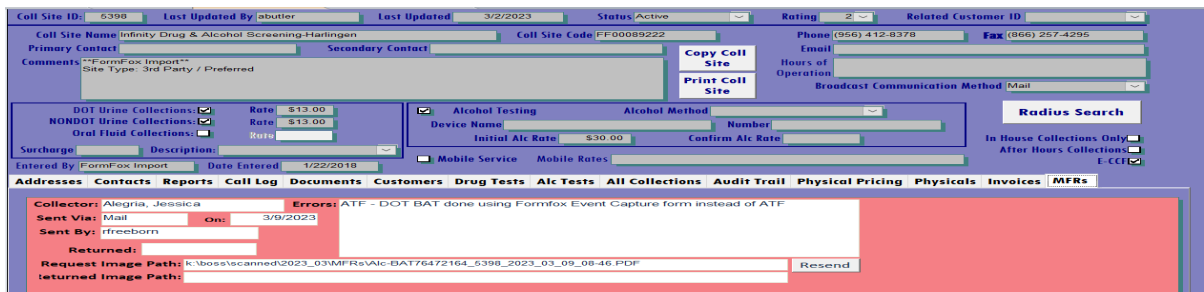 Coll Site ID: 5398 Last Updated By abutler Last Updated 3/2/2023 Status Active Rating 2 Related Customer ID
Coll Site Name Infinity Drug & Alcohol Screening-Harlingen Coll Site Code FF00089222 Phone (956) 412-8378 Fax (866) 257-4295
Primary Contact Secondary Contact Copy Coll Site Email
Comments **FormFox Import**
Site Type: 3rd Party / Preferred
Hours of Operation
Print Coll Site
Broadcast Communication Method Mail
DOT Urine Collections: Rate $13.00 Alcohol Testing Alcohol Method Radius Search
NONDOT Urine Collections: Rate $13.00 Device Name Number
Oral Fluid Collections: Rate Initial Alc Rate $30.00 Confirm Alc Rate In House Collections Only
Surcharge Description: After Hours Collections
Entered By FormFox Import Date Entered 1/22/2018 Mobile Service Mobile Rates E-CCF
Addresses Contacts Reports Call Log Documents Customers Drug Tests Alc Tests All Collections Audit Trail Physical Pricing Physicals Invoices MFRs
Collector: Alegria, Jessica Errors: ATF - DOT BAT done using Formfox Event Capture form instead of ATF
Sent Via: Mail On: 3/9/2023
Sent By: rfreeborn
Returned:
Request Image Path: k:\boss\scanned\2023_03\MFRs\Alc-BAT76472164_5398_2023_03_09_08-46.PDF Resend
teturned Image Path: